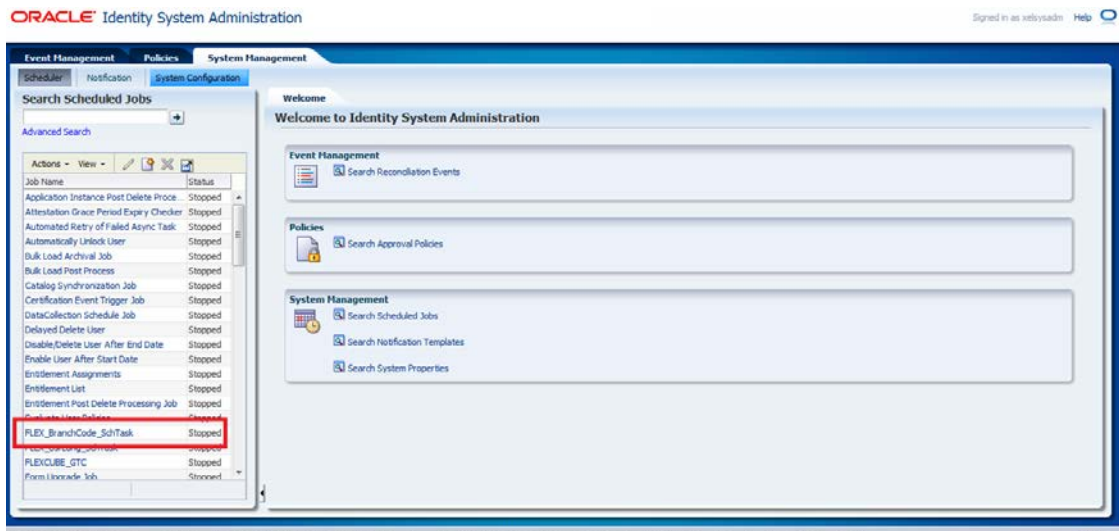 ORACLE Identity System Administration
Signed in as xelsysadm Help
Event Management Policies System Management
Scheduler Notification System Configuration
Search Scheduled Jobs
Advanced Search
Actions View
Job Name Status
Application Instance Post Delete Proce... Stopped
Attestation Grace Period Expiry Checker Stopped
Automated Retry of Failed Async Task Stopped
Automatically Unlock User Stopped
Bulk Load Archival Job Stopped
Bulk Load Post Process Stopped
Catalog Synchronization Job Stopped
Certification Event Trigger Job Stopped
DataCollection Schedule Job Stopped
Delayed Delete User Stopped
Disable/Delete User After End Date Stopped
Enable User After Start Date Stopped
Entitlement Assignments Stopped
Entitlement List Stopped
Entitlement Post Delete Processing Job Stopped
Evaluate User Policies Stopped
FLEX_BranchCode_SchTask Stopped
Stopped
FLEXCUBE_GTC Stopped
Form Upgrade Job Stopped
Welcome
Welcome to Identity System Administration
Event Management
Search Reconciliation Events
Policies
Search Approval Policies
System Management
Search Scheduled Jobs
Search Notification Templates
Search System Properties